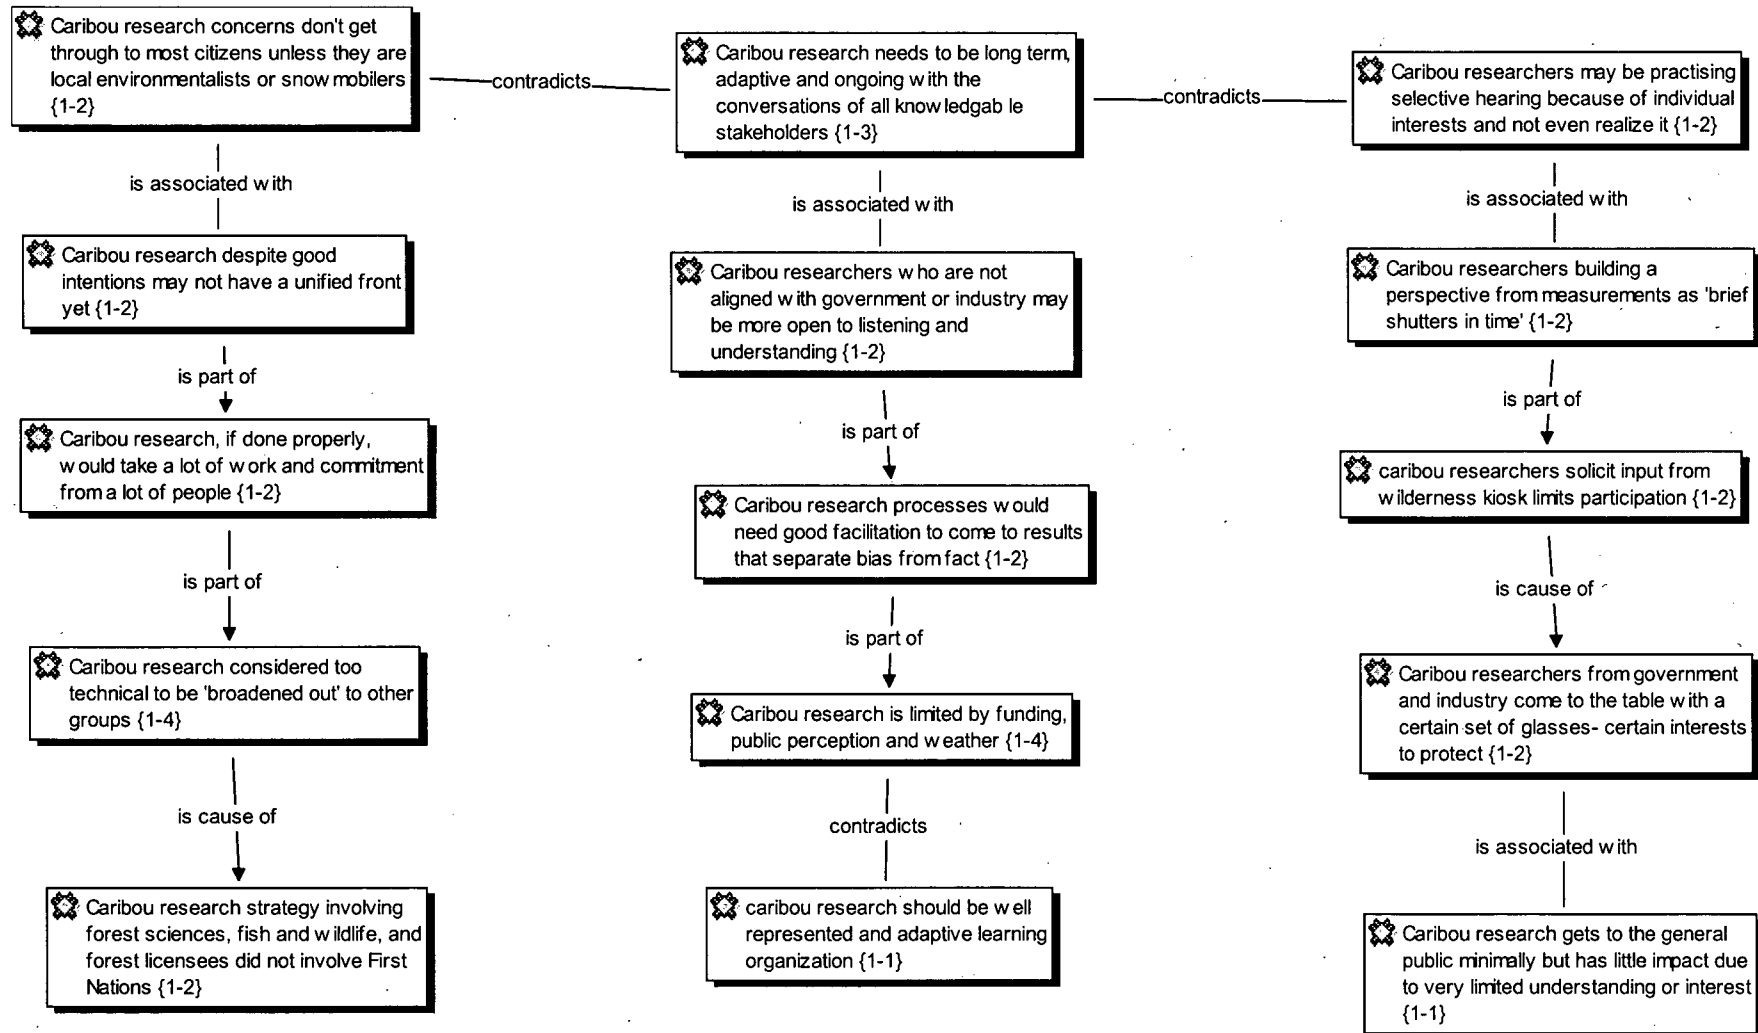 Caribou research concerns don't get
through to most citizens unless they are
local environmentalists or snow mobilers
{1-2}
contradicts
Caribou research needs to be long term,
adaptive and ongoing with the
conversations of all know ledgab le
stakeholders {1-3}
contradicts
Caribou researchers may be practising
selective hearing because of individual
interests and not even realize it {1-2}
is associated with
is associated with
is associated with
Caribou research despite good
intentions may not have a unified front
yet {1-2}
Caribou researchers who are not
aligned with government or industry may
be more open to listening and
understanding {1-2}
Caribou researchers building a
perspective from measurements as 'brief
shutters in time' {1-2}
is part of
is part of
is part of
Caribou research, if done properly,
would take a lot of work and commitment
from a lot of people {1-2}
Caribou research processes would
need good facilitation to come to results
that separate bias from fact {1-2}
caribou researchers solicit input from
wilderness kiosk limits participation {1-2}
is part of
is part of
is cause of
Caribou research considered too
technical to be 'broadened out' to other
groups {1-4}
Caribou research is limited by funding,
public perception and weather {1-4}
Caribou researchers from government
and industry come to the table with a
certain set of glasses- certain interests
to protect {1-2}
is cause of
contradicts
is associated with
Caribou research strategy involving
forest sciences, fish and wildlife, and
forest licensees did not involve First
Nations {1-2}
caribou research should be well
represented and adaptive learning
organization {1-1}
Caribou research gets to the general
public minimally but has little impact due
to very limited understanding or interest
{1-1}